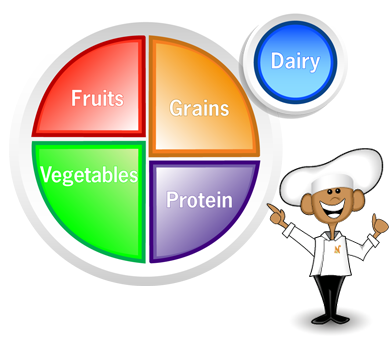 Fruits
Grains
Dairy
Vegetables
Protein
N